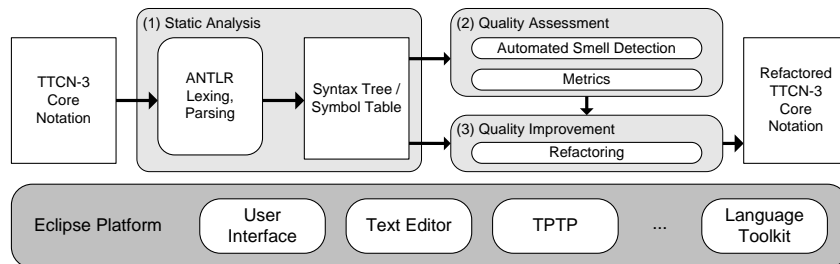 (1) Static Analysis
(2) Quality Assessment
TTCN-3
Core
Notation
ANTLR
Lexing,
Parsing
Syntax Tree /
Symbol Table
Automated Smell Detection
Metrics
(3) Quality Improvement
Refactoring
Refactored
TTCN-3
Core
Notation
Eclipse Platform
User
Interface
Text Editor
TPTP
...
Language
Toolkit